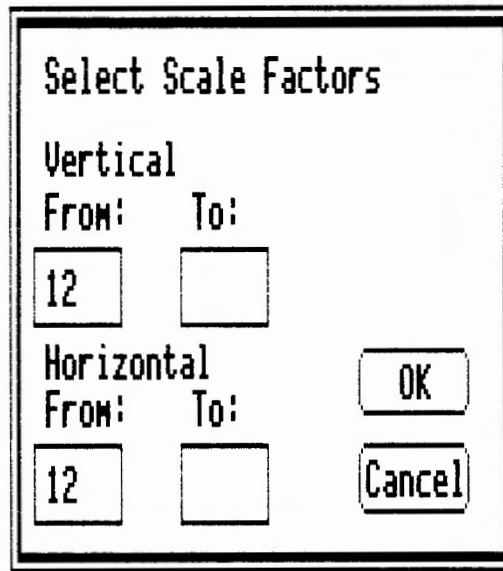 Select Scale Factors
Vertical
From: To:
12
Horizontal
From: To:
12
OK
Cancel